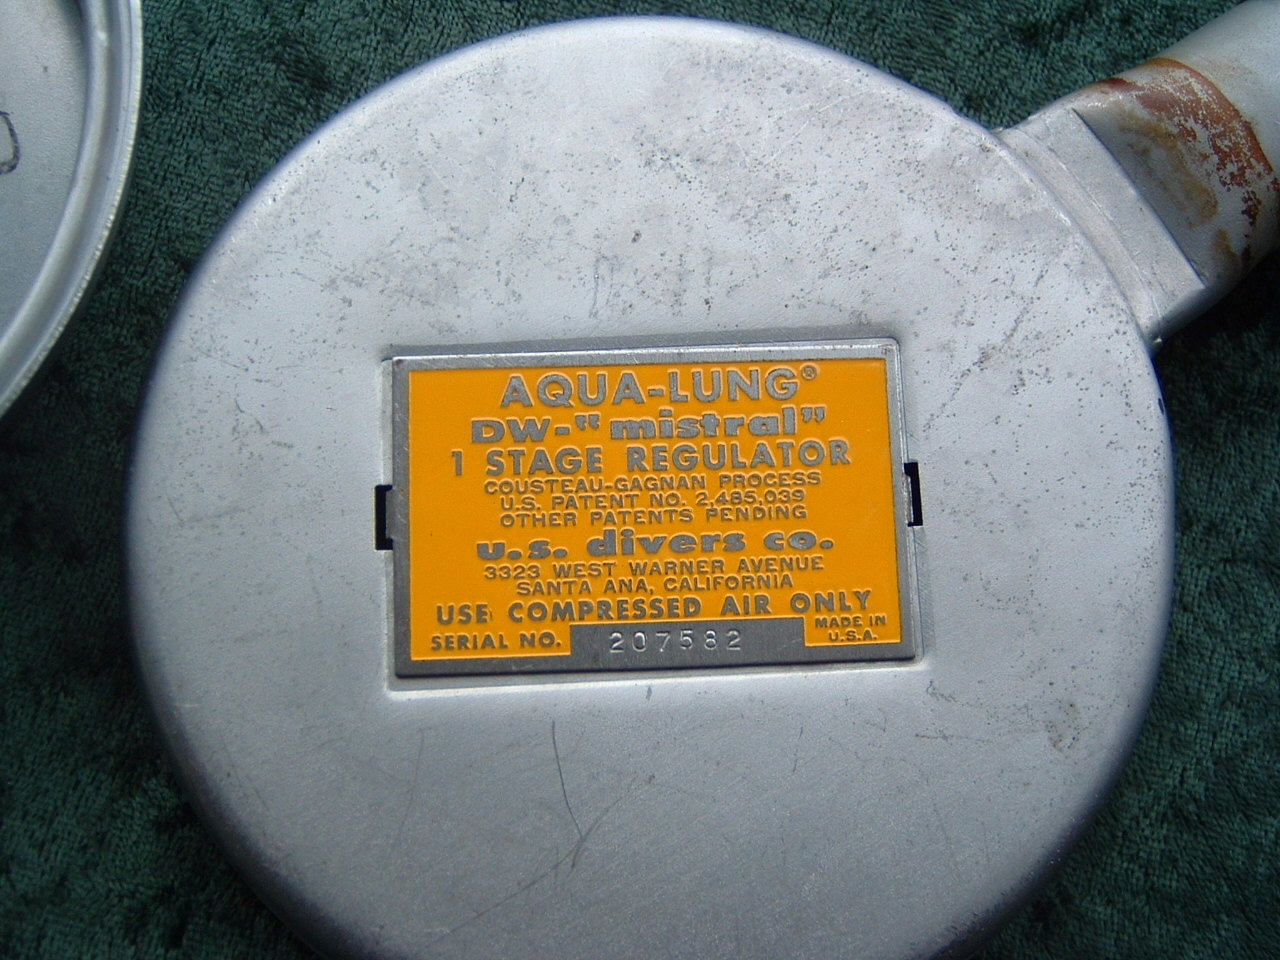 AQUA-LUNG®
DW-"mistral"
1 STAGE REGULATOR
COUSTEAU-GAGNAN PROCESS
U.S. PATENT NO. 2,485,039
OTHER PATENTS PENDING
u.s. divers co.
3323 WEST WARNER AVENUE
SANTA ANA, CALIFORNIA
USE COMPRESSED AIR ONLY
SERIAL NO. 207582 MADE IN U.S.A.